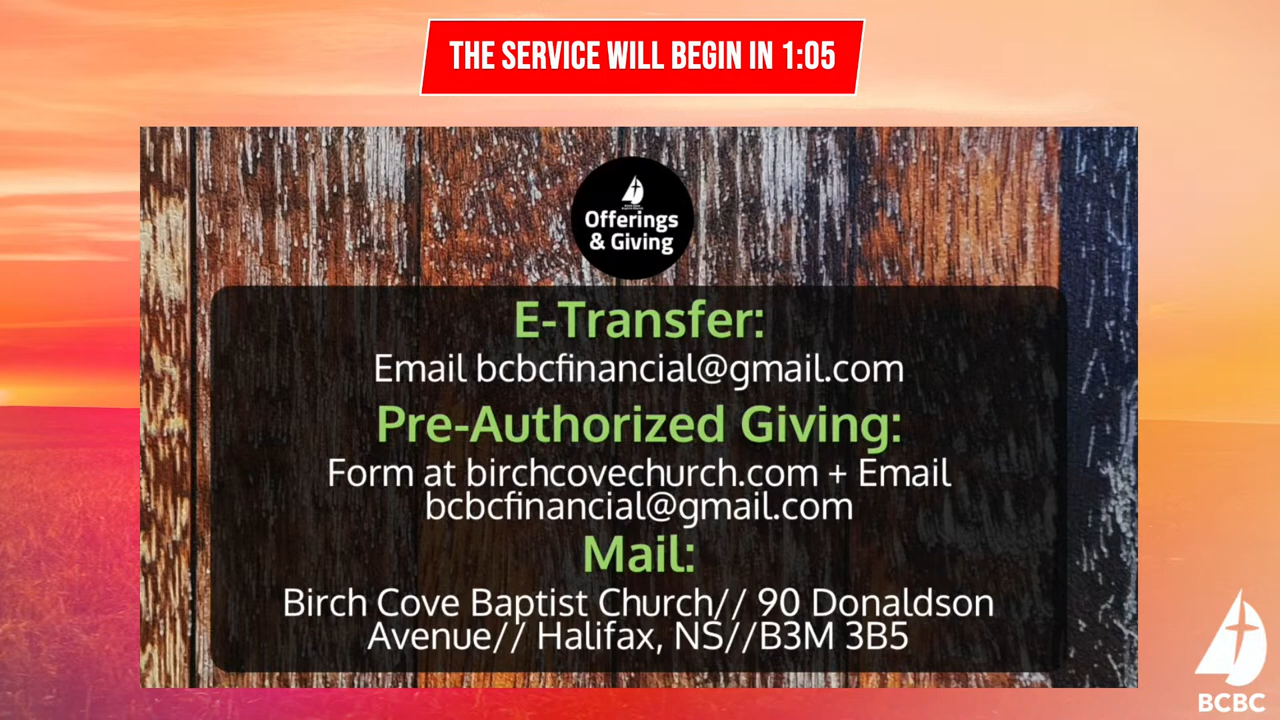 THE SERVICE WILL BEGIN IN 1:05
Offerings
& Giving
E-Transfer:
Email bcbcfinancial@gmail.com
Pre-Authorized Giving:
Form at birchcovechurch.com + Email
bcbcfinancial@gmail.com
Mail:
Birch Cove Baptist Church// 90 Donaldson
Avenue// Halifax, NS//B3M 3B5
BCBC